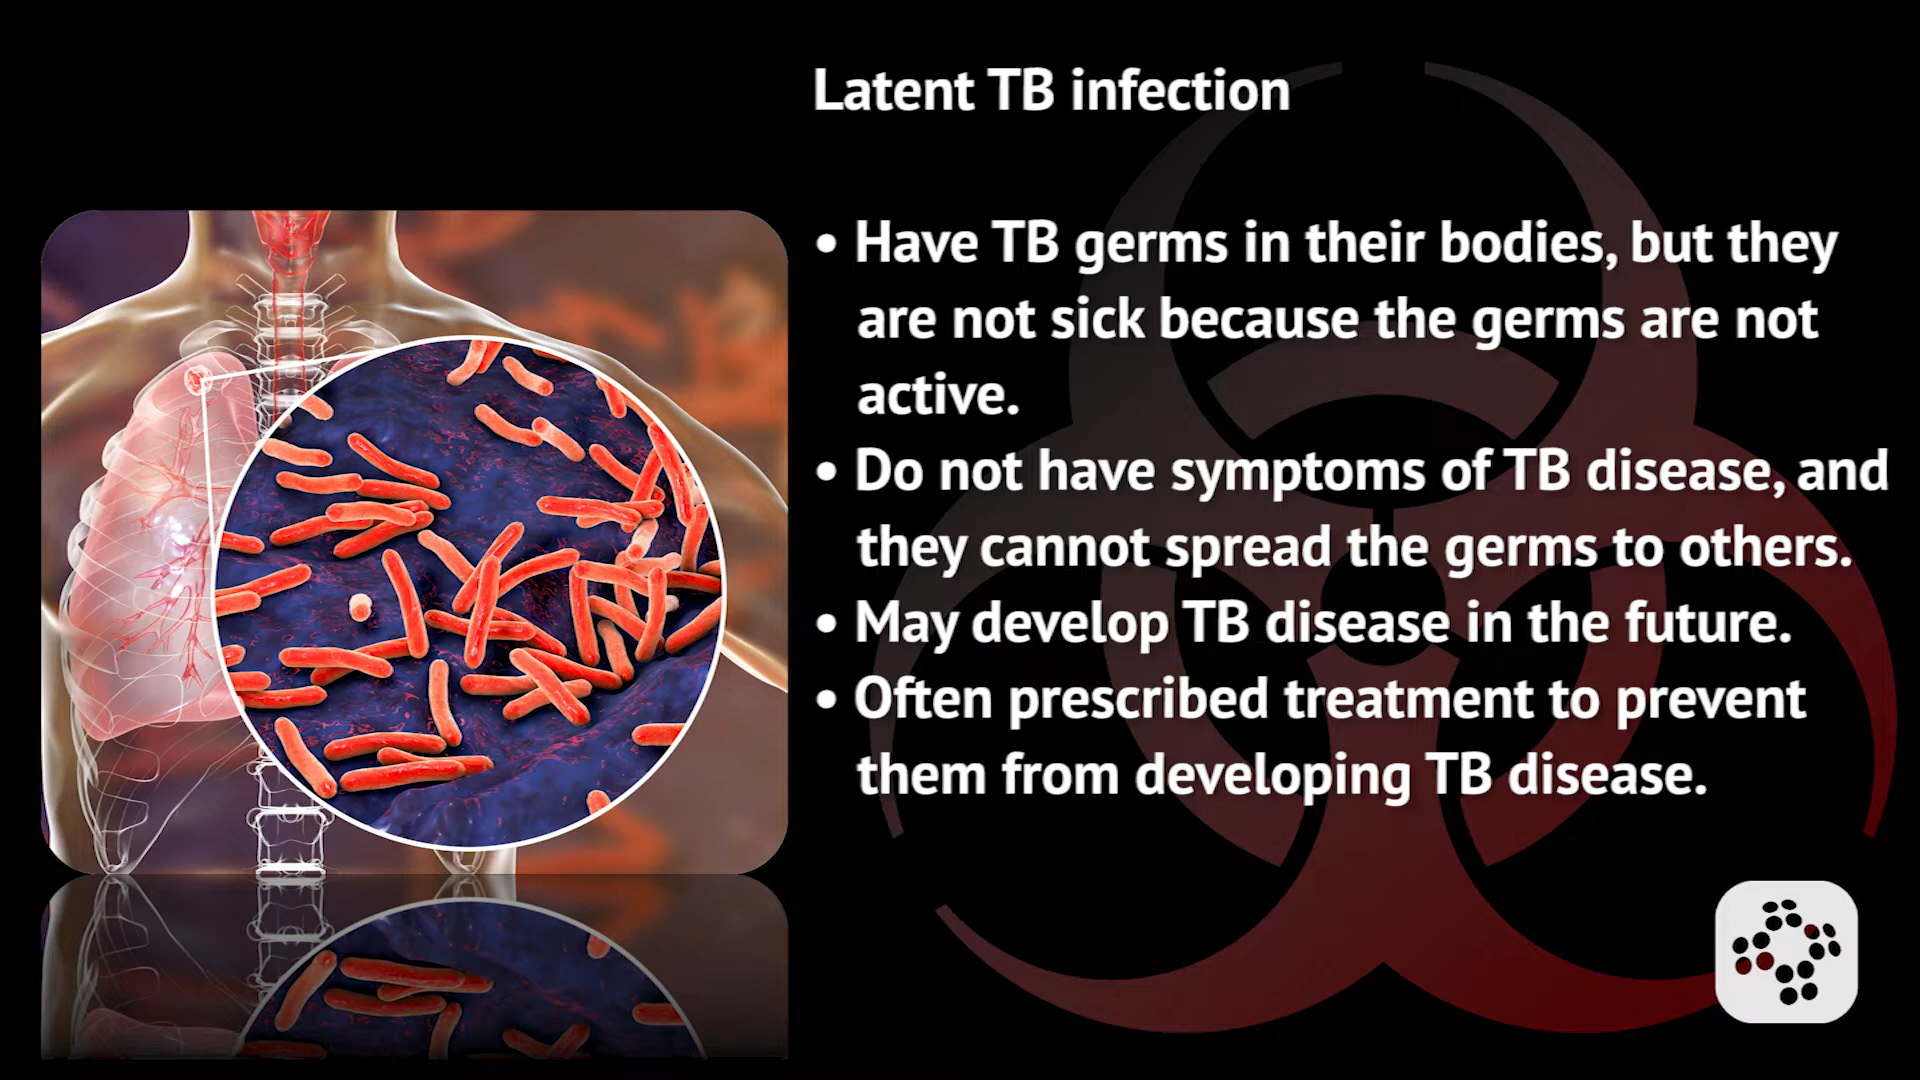 Latent TB infection
• Have TB germs in their bodies, but they
are not sick because the germs are not
active.
• Do not have symptoms of TB disease, and
they cannot spread the germs to others.
• May develop TB disease in the future.
• Often prescribed treatment to prevent
them from developing TB disease.